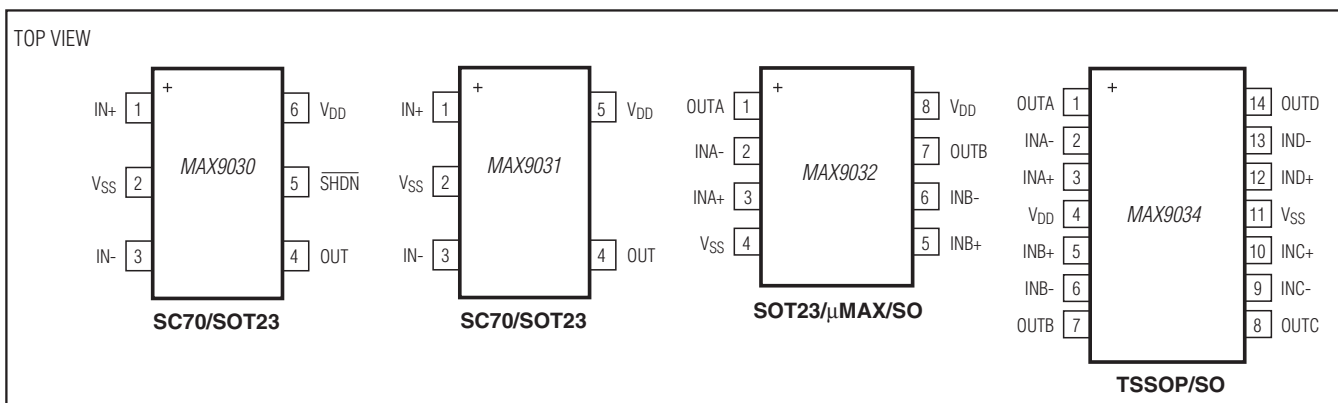 TOP VIEW
+
IN+ 1
6 VDD
VSS 2
MAX9030
5 SHDN
IN- 3
4 OUT
SC70/SOT23
+
IN+ 1
5 VDD
VSS 2
MAX9031
IN- 3
4 OUT
SC70/SOT23
+
OUTA 1
8 VDD
INA- 2
7 OUTB
MAX9032
INA+ 3
6 INB-
VSS 4
5 INB+
SOT23/μMAX/SO
+
OUTA 1
14 OUTD
INA- 2
13 IND-
INA+ 3
12 IND+
VDD 4
MAX9034
11 VSS
INB+ 5
10 INC+
INB- 6
9 INC-
OUTB 7
8 OUTC
TSSOP/SO